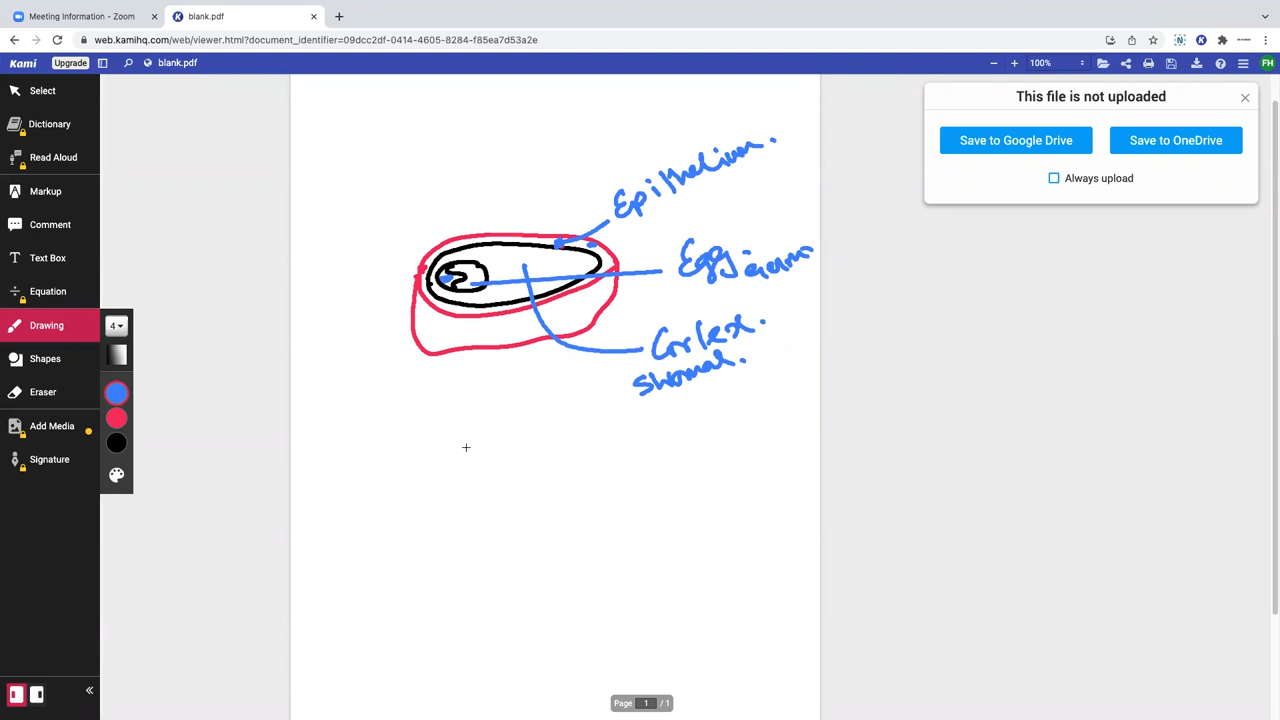 Meeting Information - Zoom
blank.pdf
web.kamihq.com/web/viewer.html?document_identifier=09dcc2df-0414-4605-8284-f85ea7d53a2e
Kami
Upgrade
blank.pdf
100%
FH
Select
Dictionary
Read Aloud
Markup
Comment
Text Box
Equation
Drawing
4
Shapes
Eraser
Add Media
Signature
This file is not uploaded
Save to Google Drive
Save to OneDrive
Always upload
Epithelium.
Egg
Cortex.
Page 1 / 1